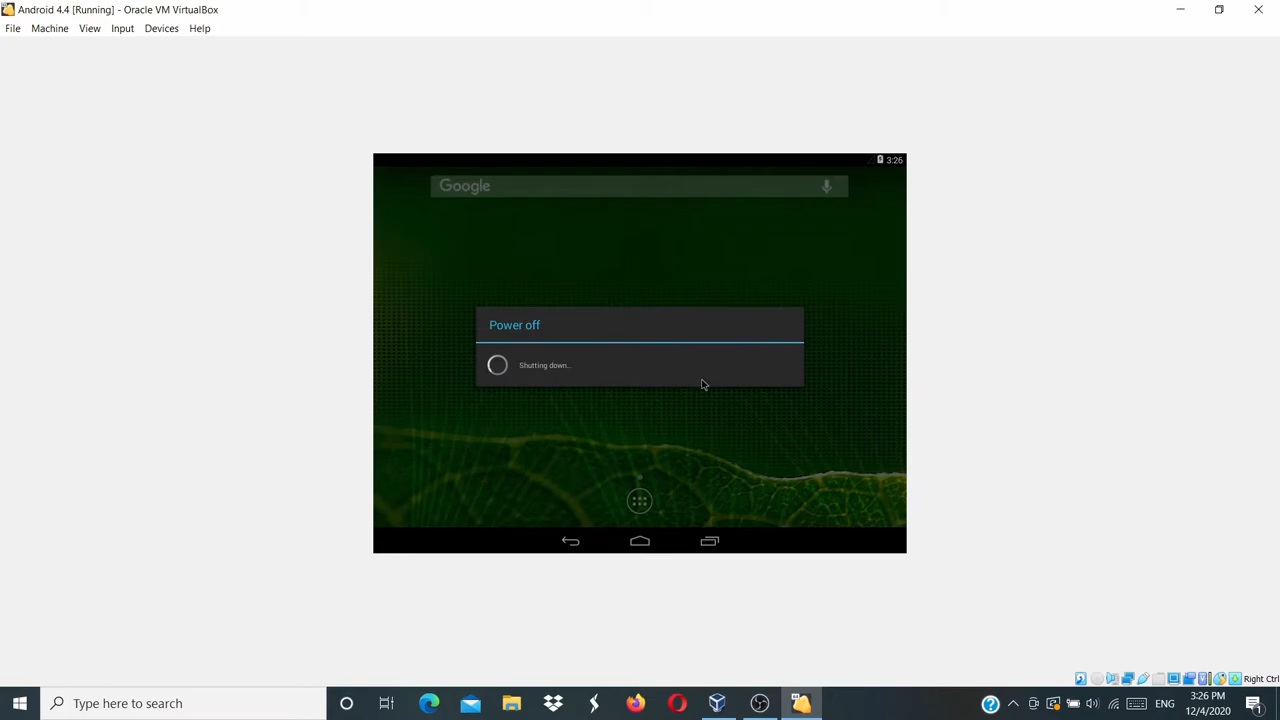 Android 4.4 [Running] - Oracle VM VirtualBox
File Machine View Input Devices Help
3:26
Google
Power off
Shutting down...
Right Ctrl
Type here to search
ENG
3:26 PM
12/4/2020
1